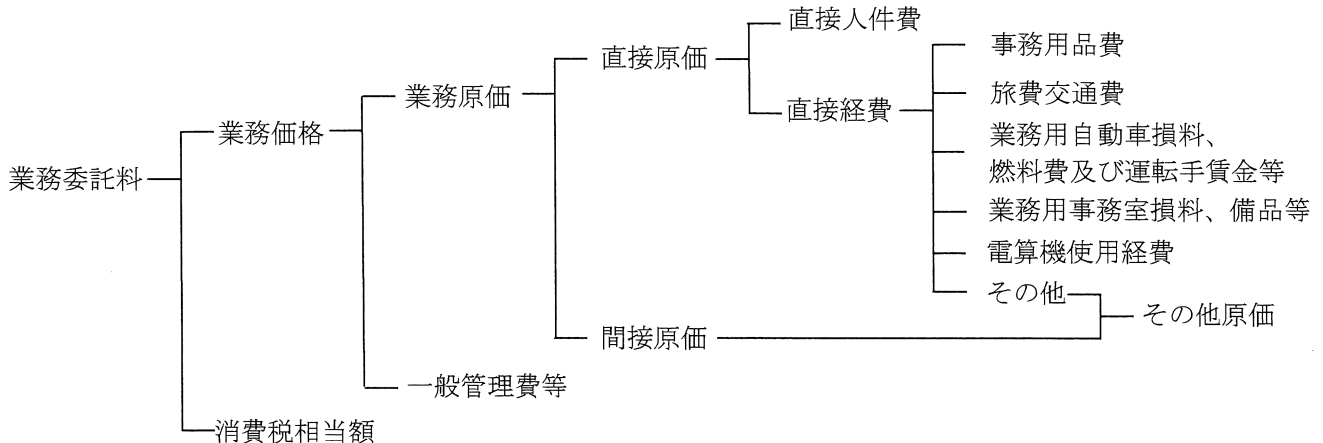 直接人件費
事務用品費
直接原価
旅費交通費
業務原価
直接経費
業務価格
業務用自動車損料、
燃料費及び運転手賃金等
業務委託料
業務用事務室損料、備品等
電算機使用経費
その他
その他原価
間接原価
一般管理費等
消費税相当額